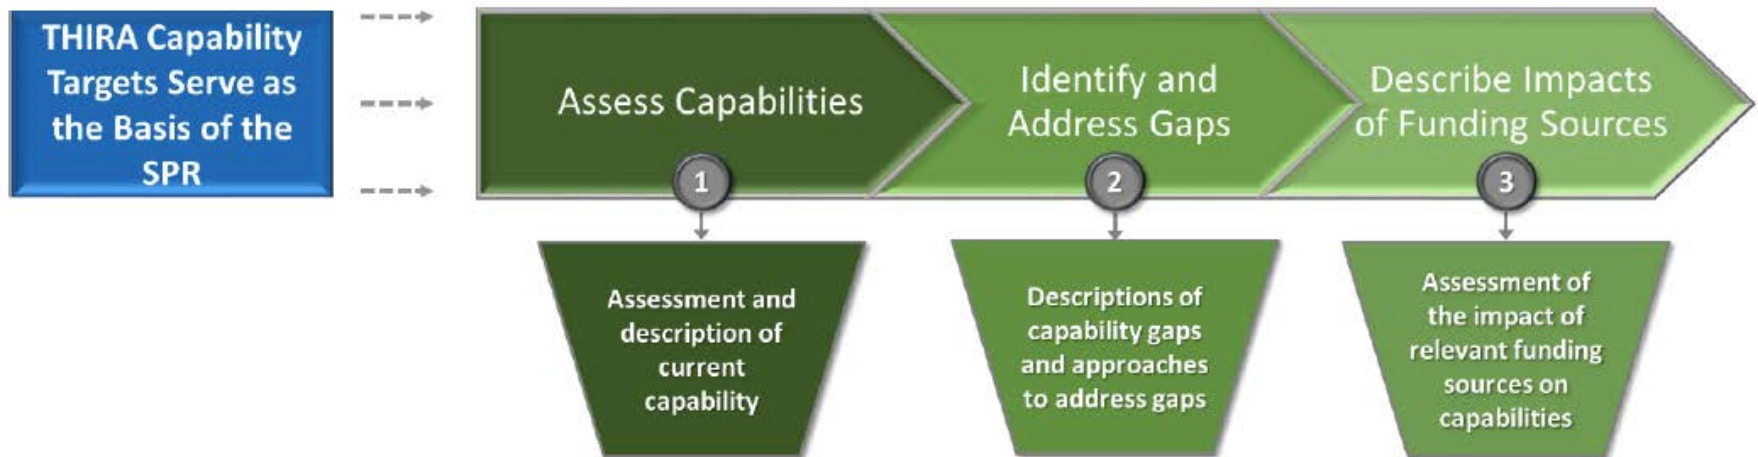 THIRA Capability
Targets Serve as
the Basis of the
SPR
Assess Capabilities
1
Identify and
Address Gaps
2
Describe Impacts
of Funding Sources
3
Assessment and
description of
current
capability
Descriptions of
capability gaps
and approaches
to address gaps
Assessment of
the impact of
relevant funding
sources on
capabilities